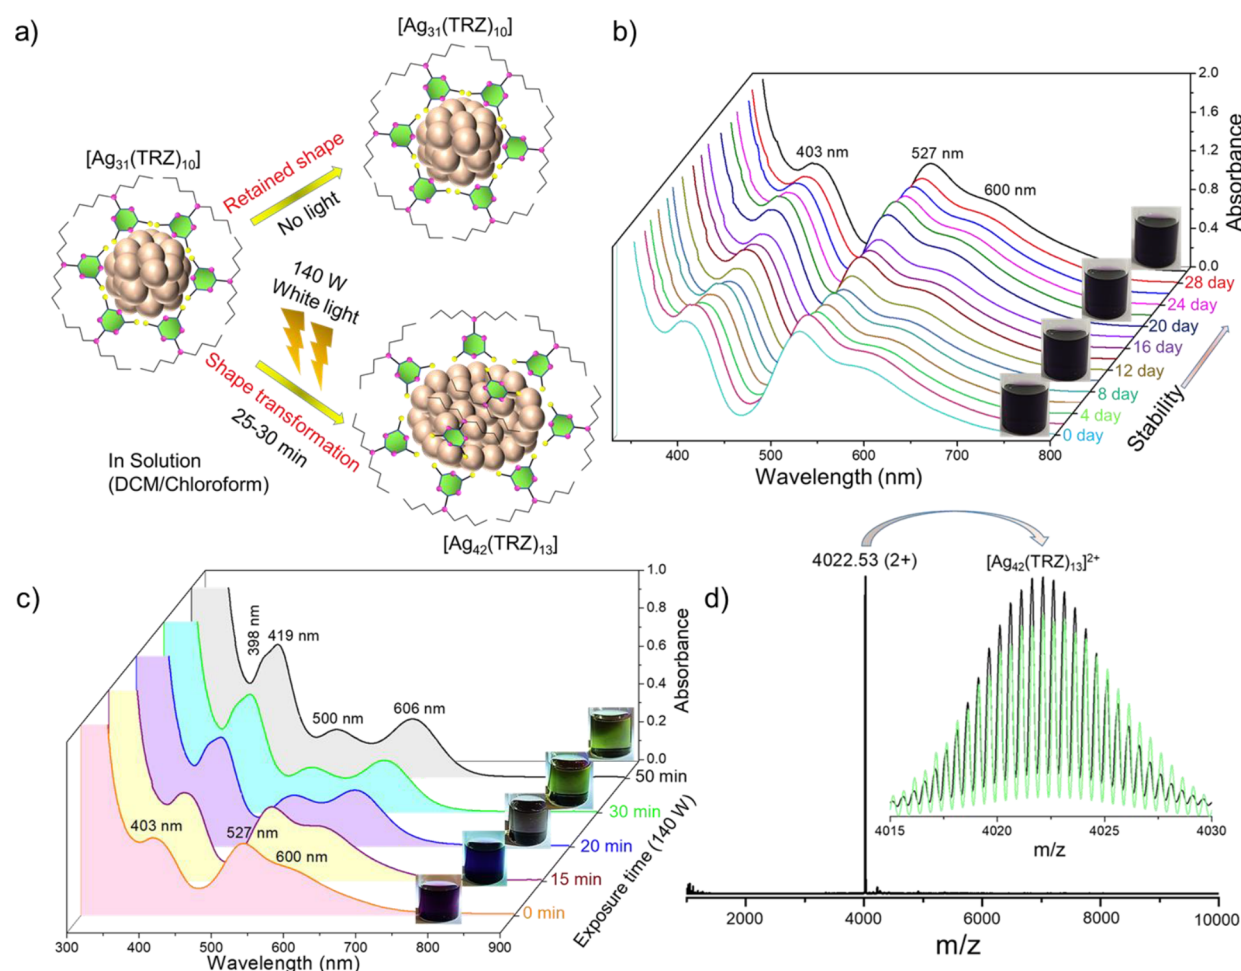 a)
[Ag₃₁(TRZ)₁₀]
[Ag₃₁(TRZ)₁₀]
Retained shape
No light
140 W
White light
Shape transformation
25-30 min
In Solution
(DCM/Chloroform)
[Ag₄₂(TRZ)₁₃]
b)
403 nm
527 nm
600 nm
2.0
1.6
1.2
0.8
0.4
0.0
Absorbance
28 day
24 day
20 day
16 day
12 day
8 day
4 day
0 day
Stability
400
500
600
700
800
Wavelength (nm)
c)
398 nm
419 nm
500 nm
606 nm
403 nm
527 nm
600 nm
1.0
0.8
0.6
0.4
0.2
0.0
Absorbance
50 min
30 min
20 min
15 min
0 min
Exposure time (140 W)
300
400
500
600
700
800
900
Wavelength (nm)
d)
4022.53 (2+)
[Ag₄₂(TRZ)₁₃]²⁺
4015
4020
4025
4030
m/z
2000
4000
6000
8000
10000
m/z